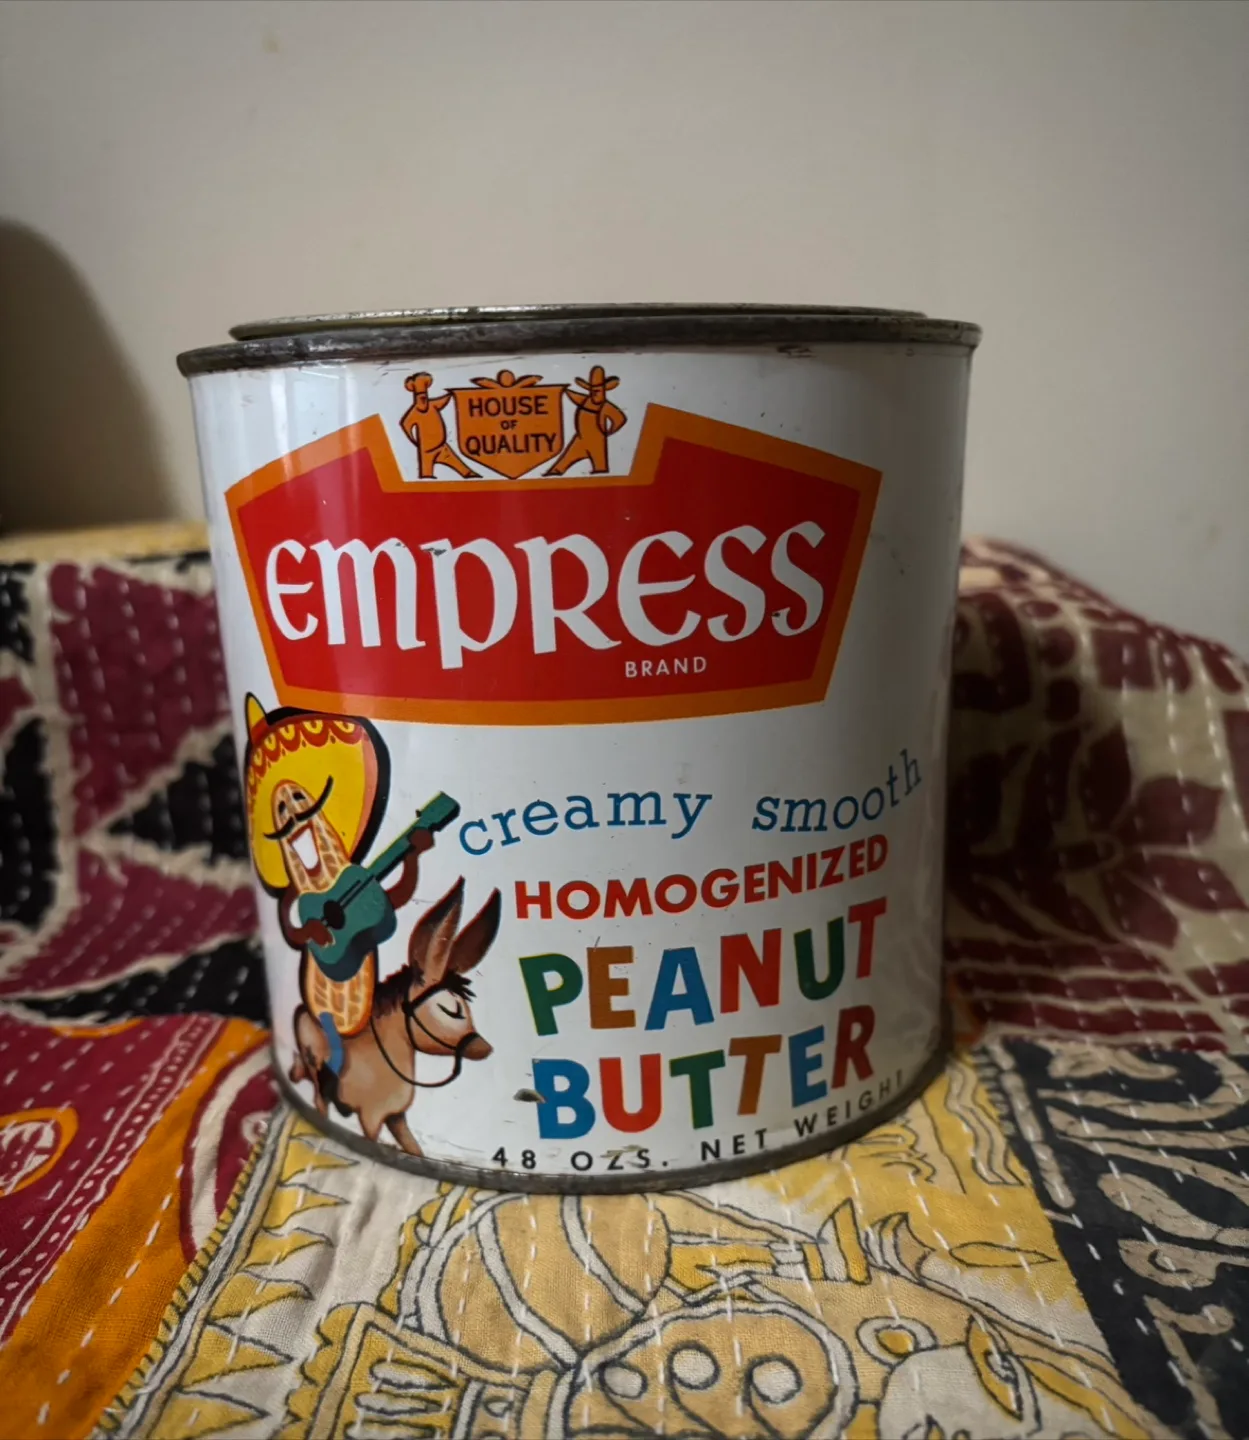 HOUSE
OF
QUALITY
EMPRESS
BRAND
creamy smooth
HOMOGENIZED
PEANUT
BUTTER
48 OZS. NET WEIGHT